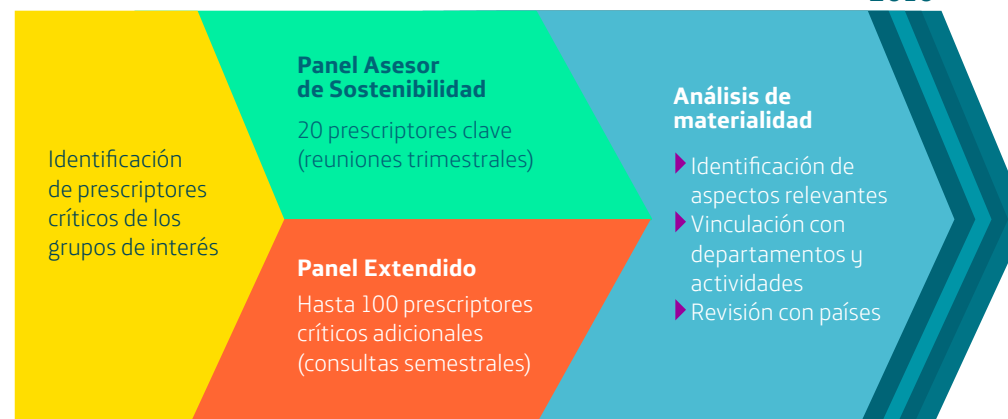 Identificación
de prescriptores
críticos de los
grupos de interés
Panel Asesor
de Sostenibilidad
20 prescriptores clave
(reuniones trimestrales)
Panel Extendido
Hasta 100 prescriptores
críticos adicionales
(consultas semestrales)
Análisis de
materialidad
Identificación de
aspectos relevantes
Vinculación con
departamentos y
actividades
Revisión con países